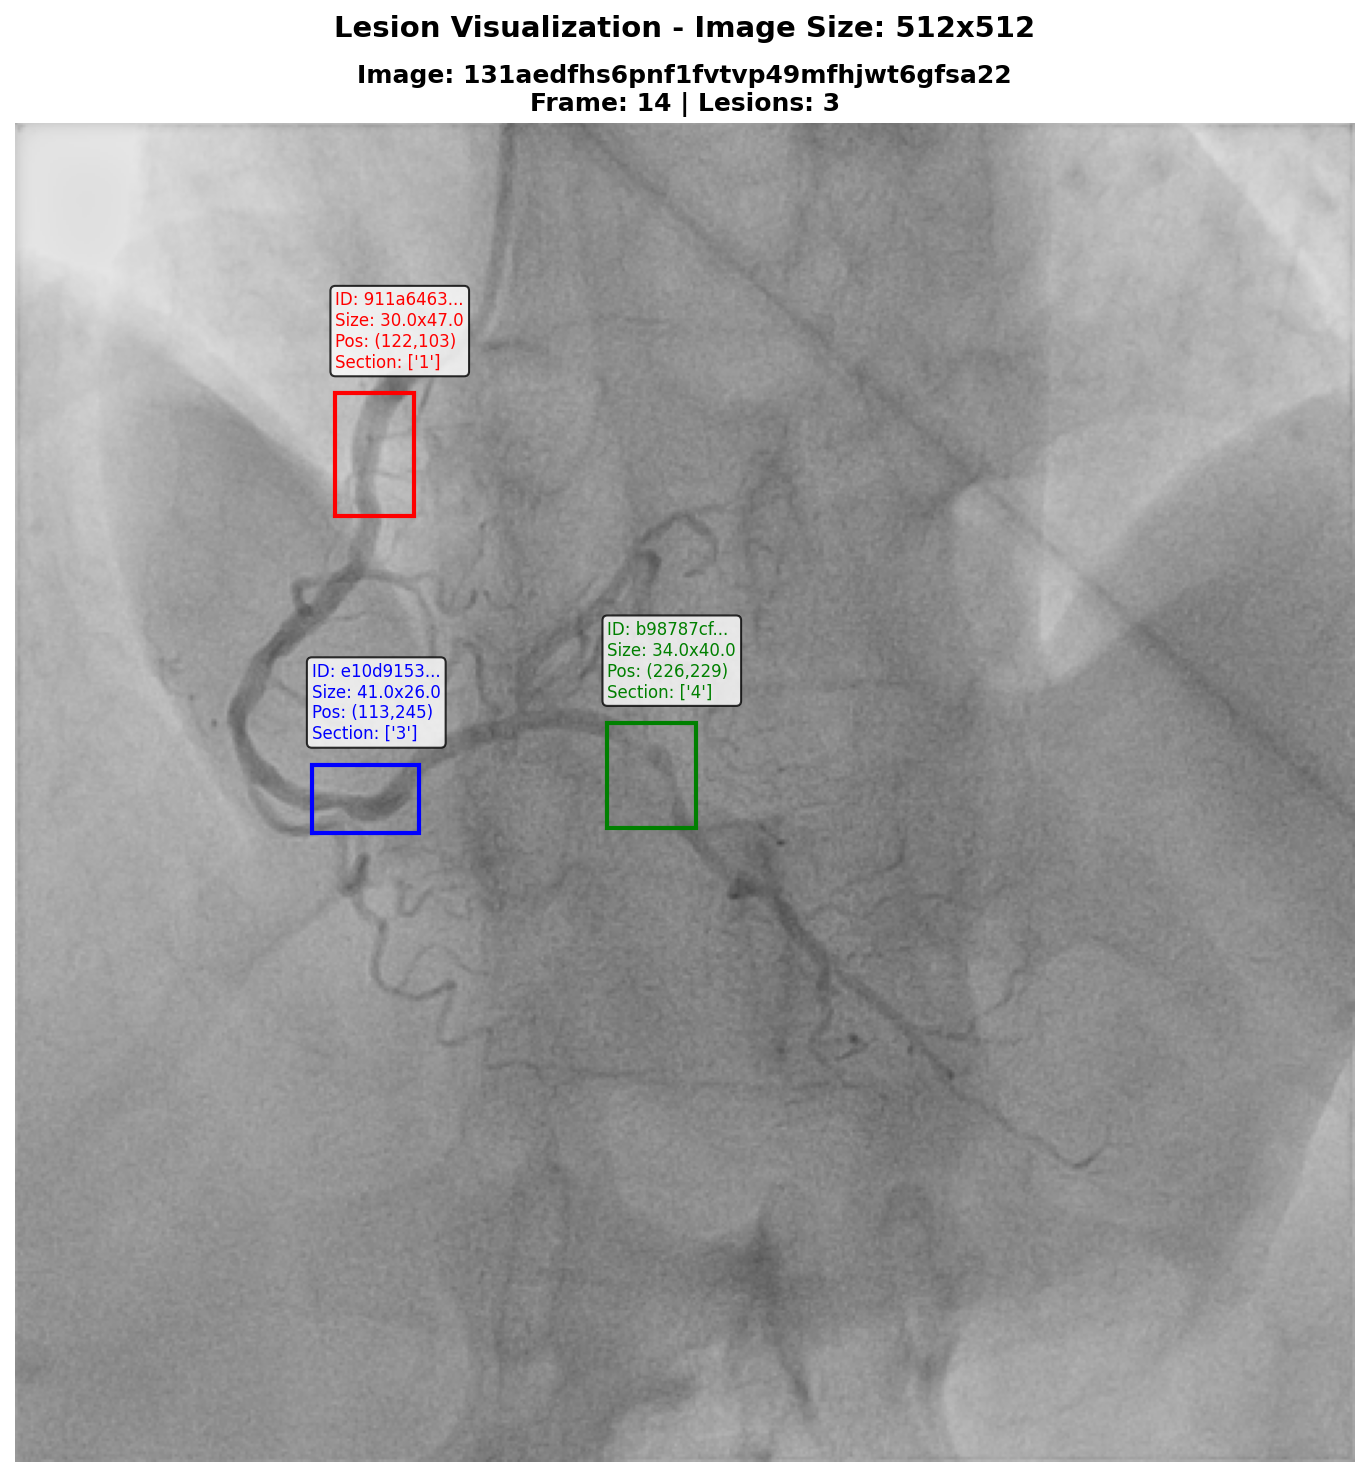 Lesion Visualization - Image Size: 512x512
Image: 131aedfhs6pnf1fvtvp49mfhjwt6gfsa22
Frame: 14 | Lesions: 3
ID: 911a6463...
Size: 30.0x47.0
Pos: (122,103)
Section: ['1']
ID: b98787cf...
Size: 34.0x40.0
Pos: (226,229)
Section: ['4']
ID: e10d9153...
Size: 41.0x26.0
Pos: (113,245)
Section: ['3']